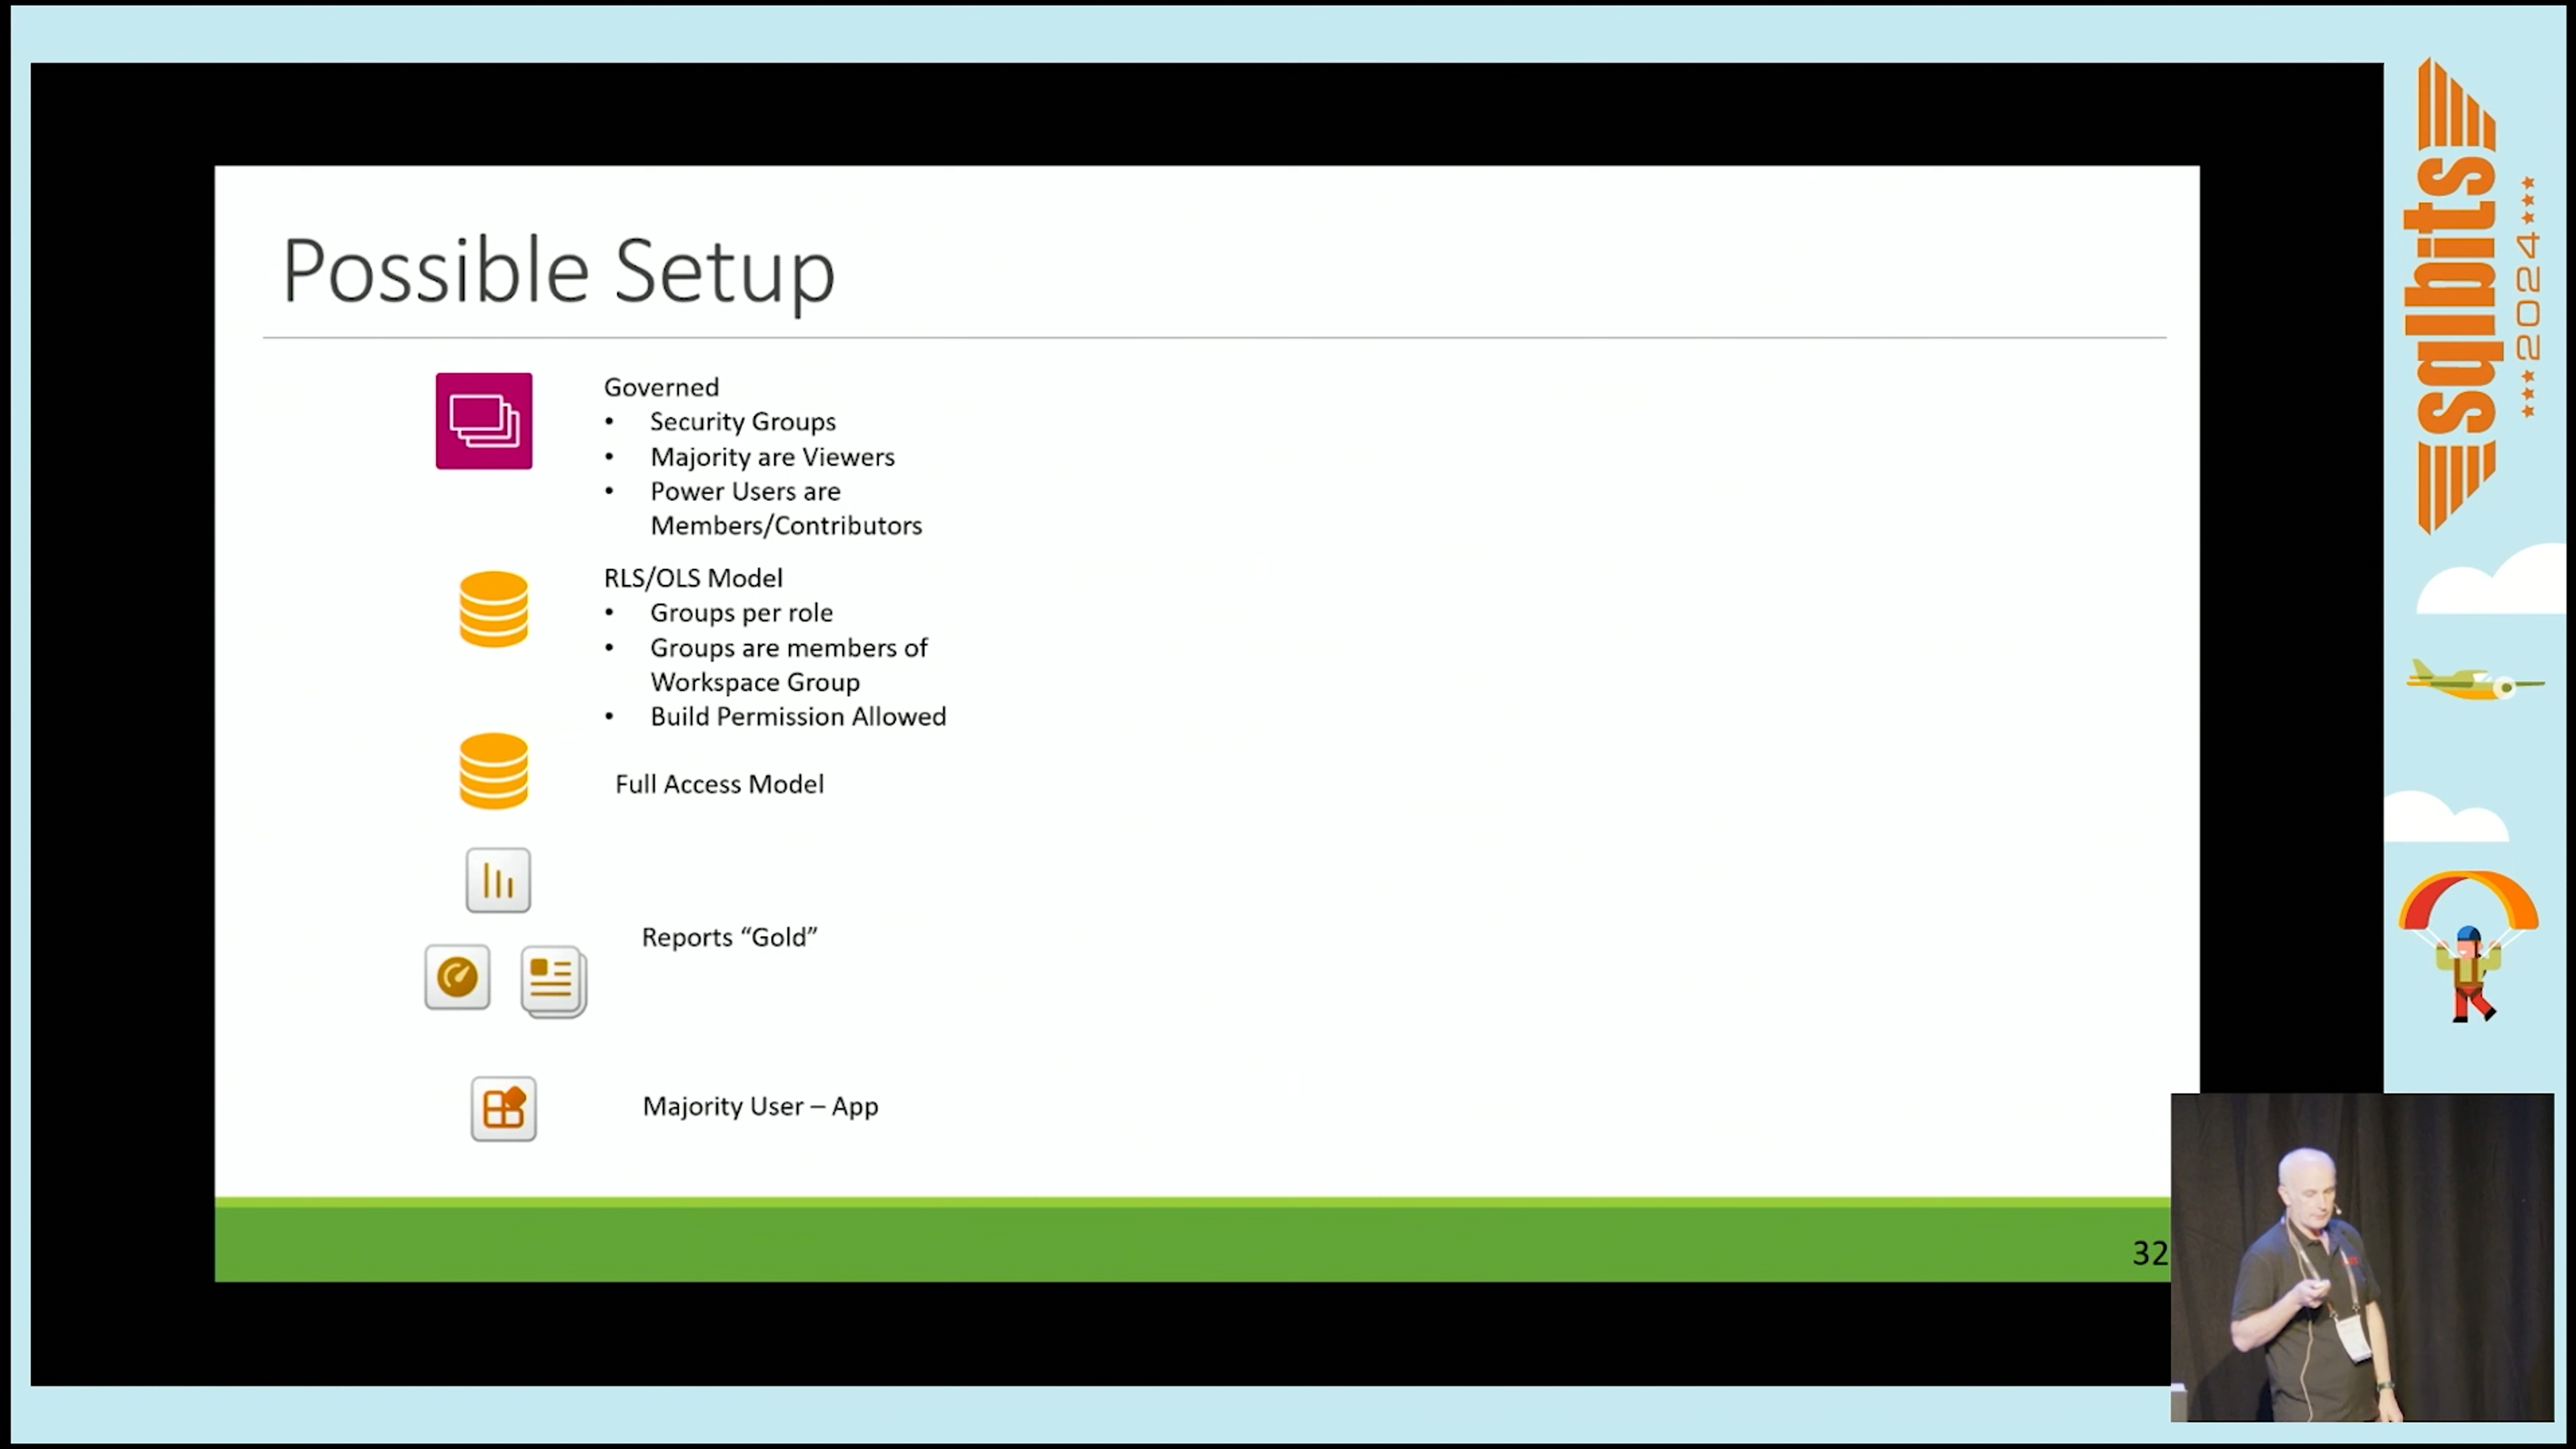 Possible Setup
Governed
• Security Groups
• Majority are Viewers
• Power Users are
Members/Contributors
RLS/OLS Model
• Groups per role
• Groups are members of
Workspace Group
• Build Permission Allowed
Full Access Model
Reports “Gold”
Majority User – App
32
sqlbits
2024